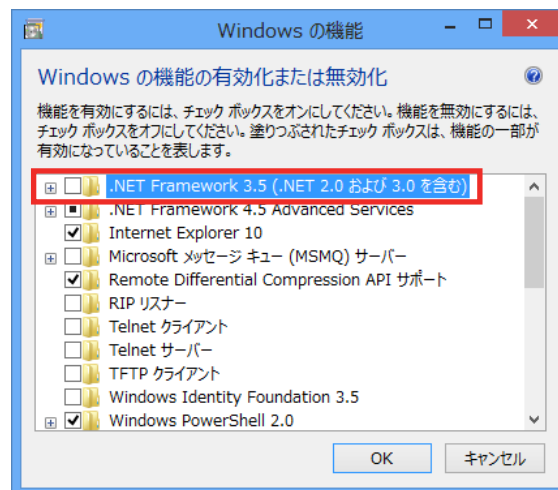 Windows の機能
Windows の機能の有効化または無効化
機能を有効にするには、チェック ボックスをオンにしてください。機能を無効にするには、
チェック ボックスをオフにしてください。塗りつぶされたチェック ボックスは、機能の一部が
有効になっていることを表します。
.NET Framework 3.5 (.NET 2.0 および 3.0 を含む)
.NET Framework 4.5 Advanced Services
Internet Explorer 10
Microsoft メッセージ キュー (MSMQ) サーバー
Remote Differential Compression API サポート
RIP リスナー
Telnet クライアント
Telnet サーバー
TFTP クライアント
Windows Identity Foundation 3.5
Windows PowerShell 2.0
OK キャンセル